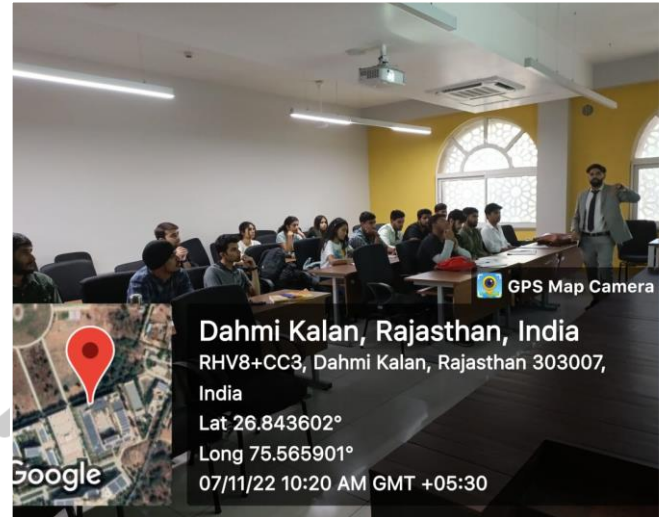 GPS Map Camera
Dahmi Kalan, Rajasthan, India
RHV8+CC3, Dahmi Kalan, Rajasthan 303007,
India
Lat 26.843602°
Long 75.565901°
07/11/22 10:20 AM GMT +05:30
Google